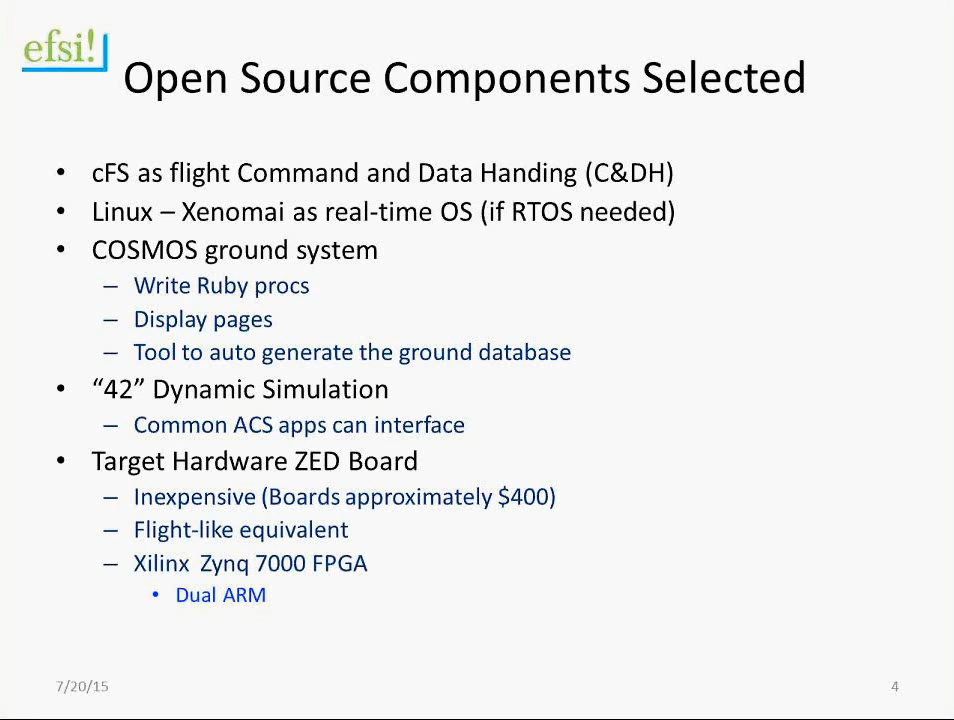 efsi!
Open Source Components Selected
• cFS as flight Command and Data Handing (C&DH)
• Linux – Xenomai as real-time OS (if RTOS needed)
• COSMOS ground system
– Write Ruby procs
– Display pages
– Tool to auto generate the ground database
• “42” Dynamic Simulation
– Common ACS apps can interface
• Target Hardware ZED Board
– Inexpensive (Boards approximately $400)
– Flight-like equivalent
– Xilinx Zynq 7000 FPGA
• Dual ARM
7/20/15
4